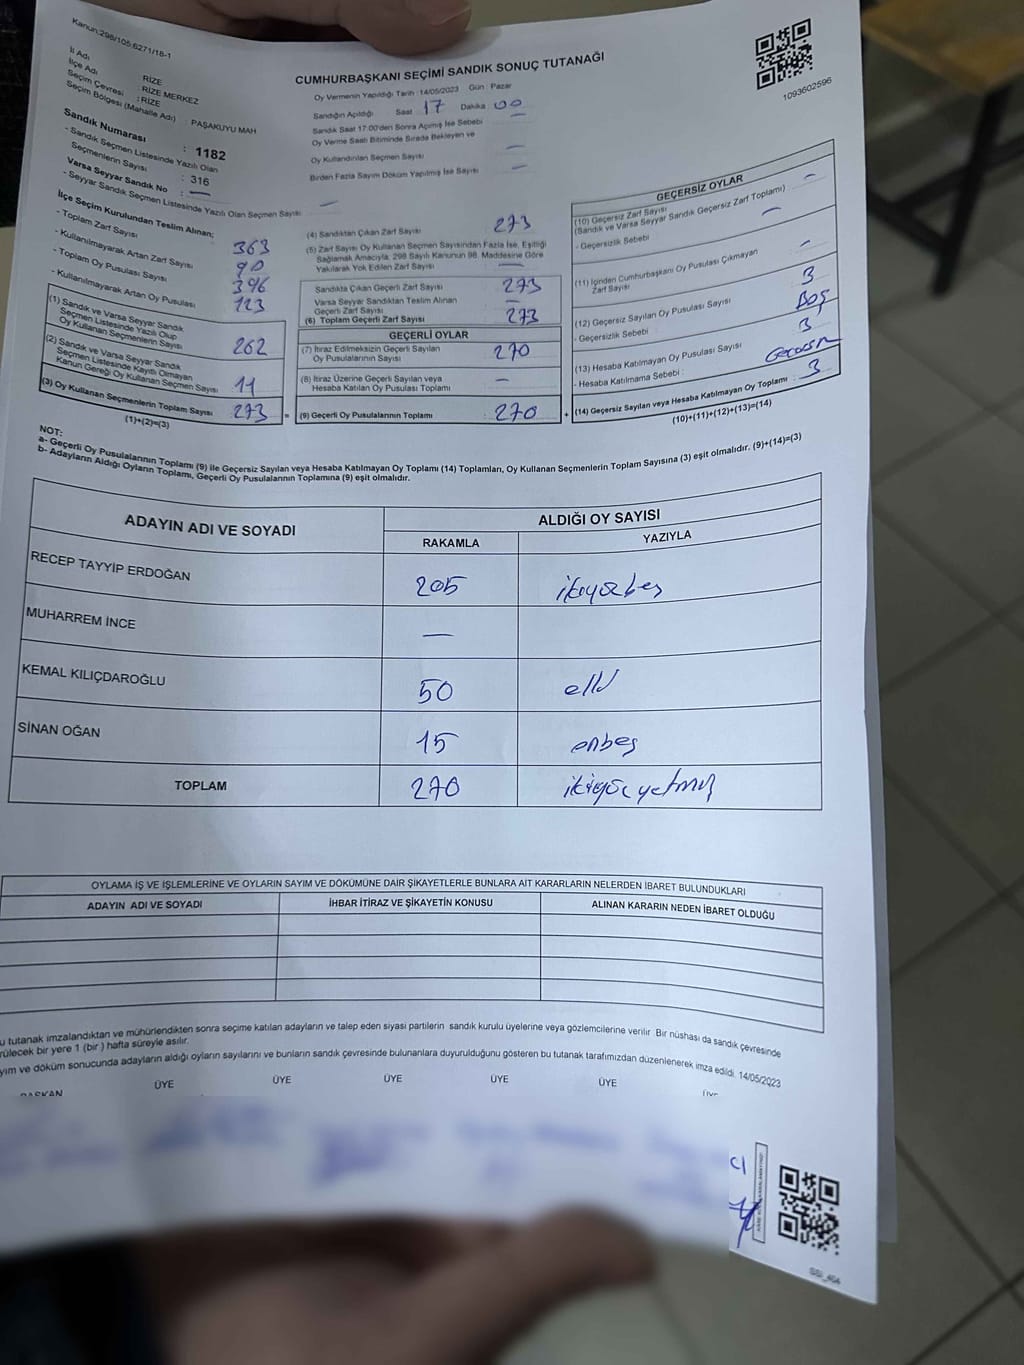 Kanun:298/105,6271/18-1
İl Adı : RİZE
İlçe Adı : RİZE MERKEZ
Seçim Çevresi : RİZE
Seçim Bölgesi (Mahalle Adı) : PAŞAKUYU MAH
Sandık Numarası : 1182
- Sandık Seçmen Listesinde Yazılı Olan Seçmenlerin Sayısı : 316
Varsa Seyyar Sandık No : —
- Seyyar Sandık Seçmen Listesinde Yazılı Olan Seçmen Sayısı —
CUMHURBAŞKANI SEÇİMİ SANDIK SONUÇ TUTANAĞI
Oy Vermenin Yapıldığı Tarih : 14/05/2023 Gün : Pazar
Sandığın Açıldığı Saat 17 Dakika 00
Sandık Saat 17:00'den Sonra Açımış İse Sebebi —
Oy Verme Saati Bitiminde Sırada Bekleyen ve
Oy Kullandırılan Seçmen Sayısı —
Birden Fazla Sayım Döküm Yapılmış İse Sayısı —
1093602596
İlçe Seçim Kurulundan Teslim Alınan;
- Toplam Zarf Sayısı 363
- Kullanılmayarak Artan Zarf Sayısı 90
- Toplam Oy Pusulası Sayısı 396
- Kullanılmayarak Artan Oy Pusulası 123
(1) Sandık ve Varsa Seyyar Sandık
Seçmen Listesinde Yazılı Olup
Oy Kullanan Seçmenlerin Sayısı 262
(2) Sandık ve Varsa Seyyar Sandık
Seçmen Listesinde Kayıtlı Olmayan
Kanun Gereği Oy Kullanan Seçmen Sayısı 11
(3) Oy Kullanan Seçmenlerin Toplam Sayısı 273
(1)+(2)=(3)
(4) Sandıktan Çıkan Zarf Sayısı 273
(5) Zarf Sayısı Oy Kullanan Seçmen Sayısından Fazla İse, Eşitliği
Sağlamak Amacıyla, 298 Sayılı Kanunun 98. Maddesine Göre
Yakılarak Yok Edilen Zarf Sayısı —
Sandıkta Çıkan Geçerli Zarf Sayısı 273
Varsa Seyyar Sandıktan Teslim Alınan
Geçerli Zarf Sayısı —
(6) Toplam Geçerli Zarf Sayısı 273
GEÇERLİ OYLAR
(7) İtiraz Edilmeksizin Geçerli Sayılan
Oy Pusulalarının Sayısı 270
(8) İtiraz Üzerine Geçerli Sayılan veya
Hesaba Katılan Oy Pusulası Toplamı —
= (9) Geçerli Oy Pusulalarının Toplamı : 270
GEÇERSİZ OYLAR
(10) Geçersiz Zarf Sayısı
(Sandık ve Varsa Seyyar Sandık Geçersiz Zarf Toplamı) —
- Geçersizlik Sebebi —
(11) İçinden Cumhurbaşkanı Oy Pusulası Çıkmayan
Zarf Sayısı —
(12) Geçersiz Sayılan Oy Pusulası Sayısı 3
- Geçersizlik Sebebi : Boş
(13) Hesaba Katılmayan Oy Pusulası Sayısı 3
- Hesaba Katılmama Sebebi :
+ (14) Geçersiz Sayılan veya Hesaba Katılmayan Oy Toplamı : 3
(10)+(11)+(12)+(13)=(14)
NOT:
a- Geçerli Oy Pusulalarının Toplamı (9) ile Geçersiz Sayılan veya Hesaba Katılmayan Oy Toplamı (14) Toplamları, Oy Kullanan Seçmenlerin Toplam Sayısına (3) eşit olmalıdır. (9)+(14)=(3)
b- Adayların Aldığı Oyların Toplamı, Geçerli Oy Pusulalarının Toplamına (9) eşit olmalıdır.
ADAYIN ADI VE SOYADI ALDIĞI OY SAYISI
RAKAMLA YAZIYLA
RECEP TAYYİP ERDOĞAN 205 ikiyüzbeş
MUHARREM İNCE —
KEMAL KILIÇDAROĞLU 50 elli
SİNAN OĞAN 15 onbeş
TOPLAM 270 ikiyüz yetmiş
OYLAMA İŞ VE İŞLEMLERİNE VE OYLARIN SAYIM VE DÖKÜMÜNE DAİR ŞİKAYETLERLE BUNLARA AİT KARARLARIN NELERDEN İBARET BULUNDUKLARI
ADAYIN ADI VE SOYADI İHBAR İTİRAZ VE ŞİKAYETİN KONUSU ALINAN KARARIN NEDEN İBARET OLDUĞU
u tutanak imzalandıktan ve mühürlendikten sonra seçime katılan adayların ve talep eden siyasi partilerin sandık kurulu üyelerine veya gözlemcilerine verilir. Bir nüshası da sandık çevresinde
rülecek bir yere 1 (bir) hafta süreyle asılır.
yım ve döküm sonucunda adayların aldığı oyların sayılarını ve bunların sandık çevresinde bulunanlara duyurulduğunu gösteren bu tutanak tarafımızdan düzenlenerek imza edildi. 14/05/2023
BAŞKAN ÜYE ÜYE ÜYE ÜYE ÜYE ÜYE
SSİ_404